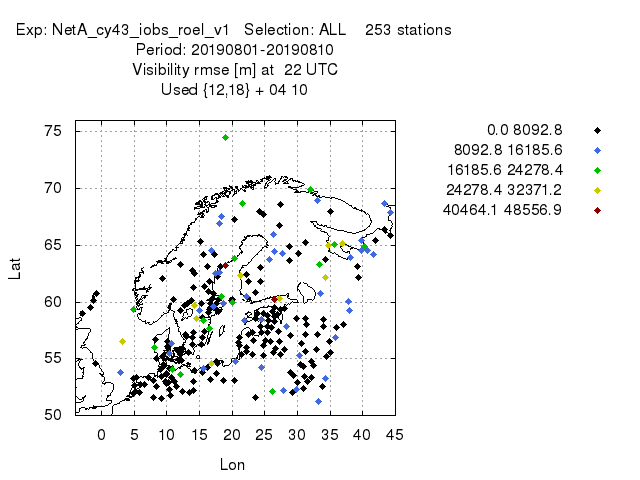 Exp: NetA_cy43_iobs_roel_v1   Selection: ALL    253 stations
Period: 20190801-20190810
Visibility rmse [m] at  22 UTC
Used {12,18} + 04 10
0.0 8092.8
8092.8 16185.6
16185.6 24278.4
24278.4 32371.2
40464.1 48556.9
75
70
65
60
55
50
Lat
0 5 10 15 20 25 30 35 40 45
Lon